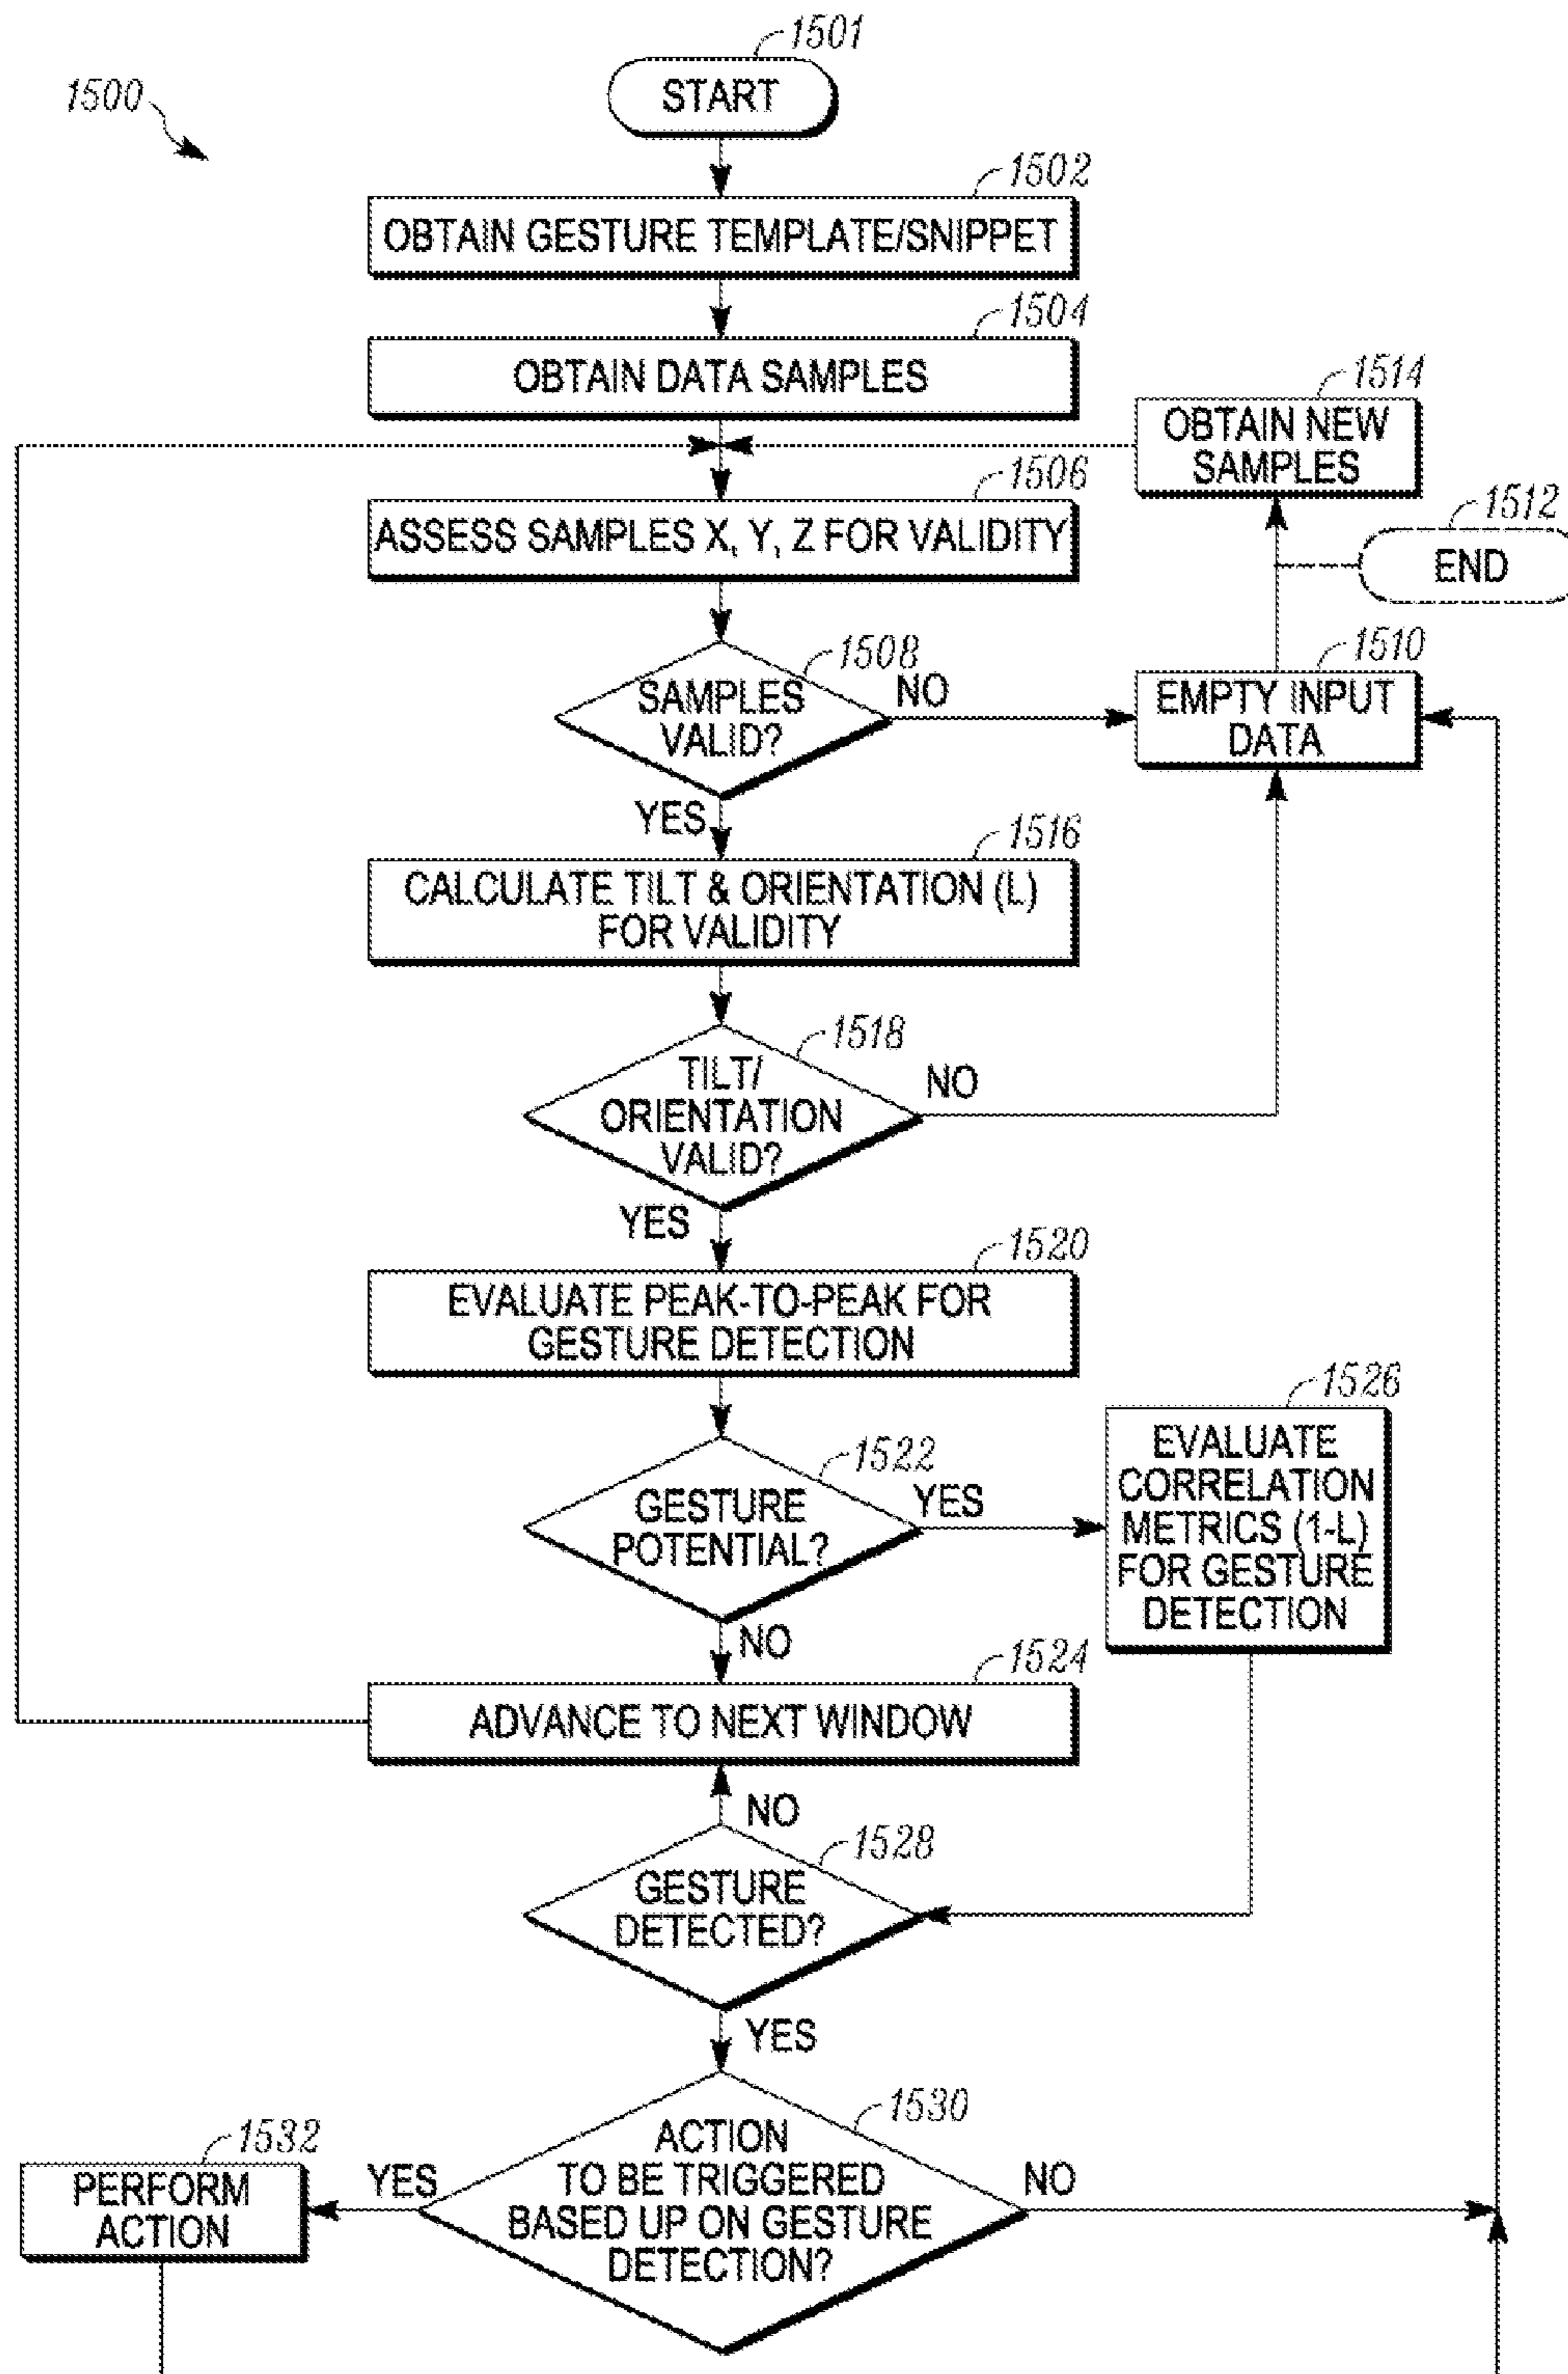 1501
START
1500
1502
OBTAIN GESTURE TEMPLATE/SNIPPET
1504
OBTAIN DATA SAMPLES
1514
OBTAIN NEW
SAMPLES
1506
ASSESS SAMPLES X, Y, Z FOR VALIDITY
1512
END
1508
SAMPLES
VALID?
NO
1510
EMPTY INPUT
DATA
YES
1516
CALCULATE TILT & ORIENTATION (L)
FOR VALIDITY
1518
TILT/
ORIENTATION
VALID?
NO
YES
1520
EVALUATE PEAK-TO-PEAK FOR
GESTURE DETECTION
1522
GESTURE
POTENTIAL?
YES
1526
EVALUATE
CORRELATION
METRICS (1-L)
FOR GESTURE
DETECTION
NO
1524
ADVANCE TO NEXT WINDOW
NO
1528
GESTURE
DETECTED?
YES
1530
ACTION
TO BE TRIGGERED
BASED UP ON GESTURE
DETECTION?
YES
NO
1532
PERFORM
ACTION